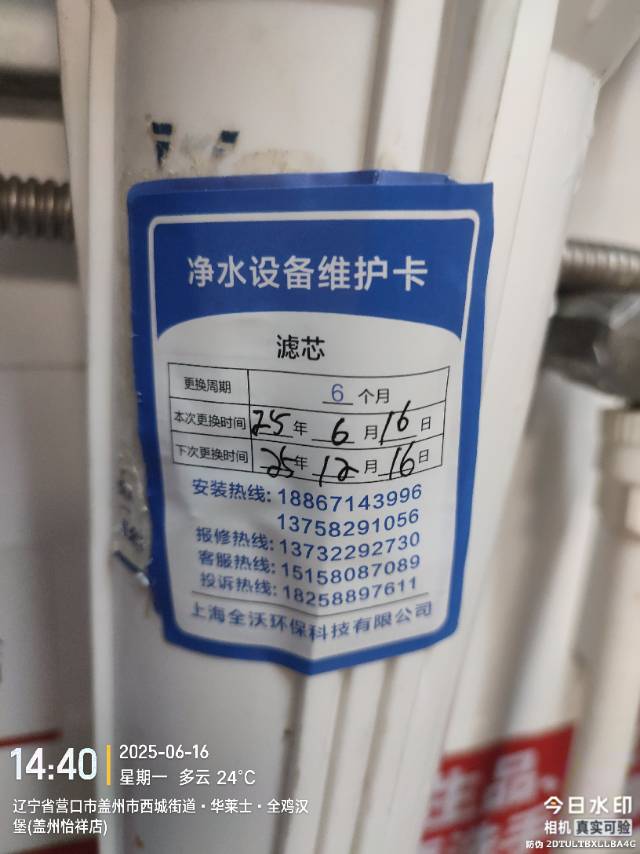 净水设备维护卡
滤芯
更换周期 6 个月
本次更换时间 25 年 6 月 16 日
下次更换时间 25 年 12 月 16 日
安装热线: 18867143996
13758291056
报修热线: 13732292730
客服热线: 15158087089
投诉热线: 18258897611
上海全沃环保科技有限公司
生品、
14:40
2025-06-16
星期一 多云 24°C
辽宁省营口市盖州市西城街道·华莱士·全鸡汉
堡(盖州怡祥店)
今日水印
相机 真实可验
防伪 2DTULTBXLLBA4G